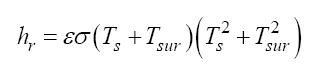 h_r = εσ(T_s + T_sur)(T_s^2 + T_sur^2)